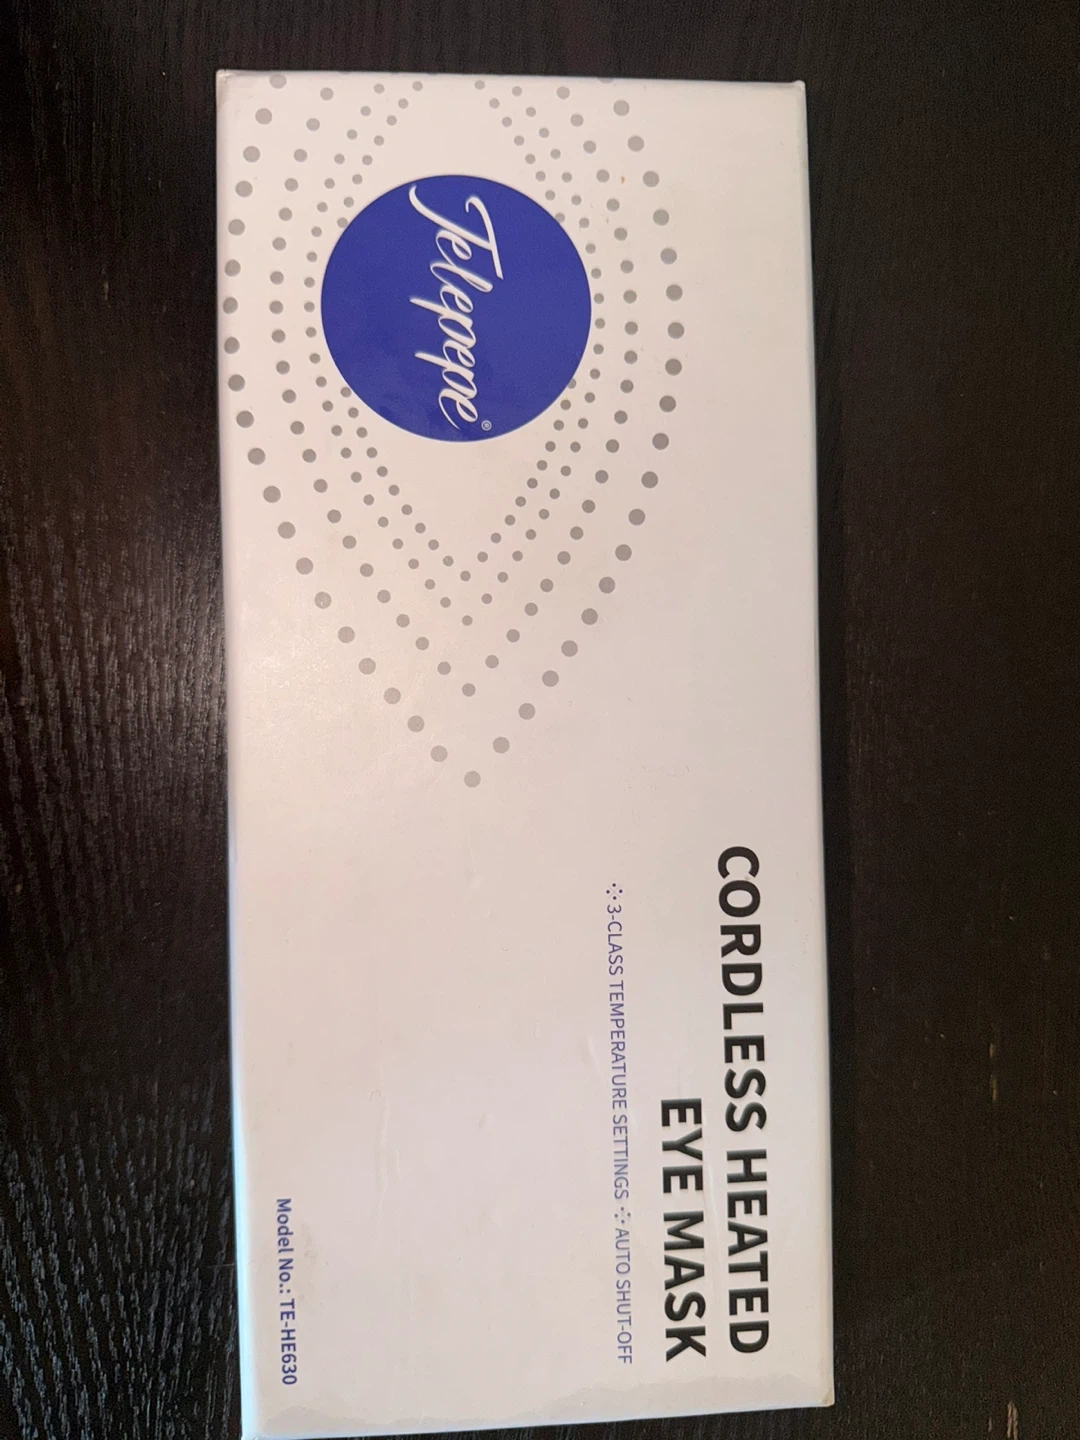 Telepepe®
CORDLESS HEATED
EYE MASK
3-CLASS TEMPERATURE SETTINGS AUTO SHUT-OFF
Model No.: TE-HE630